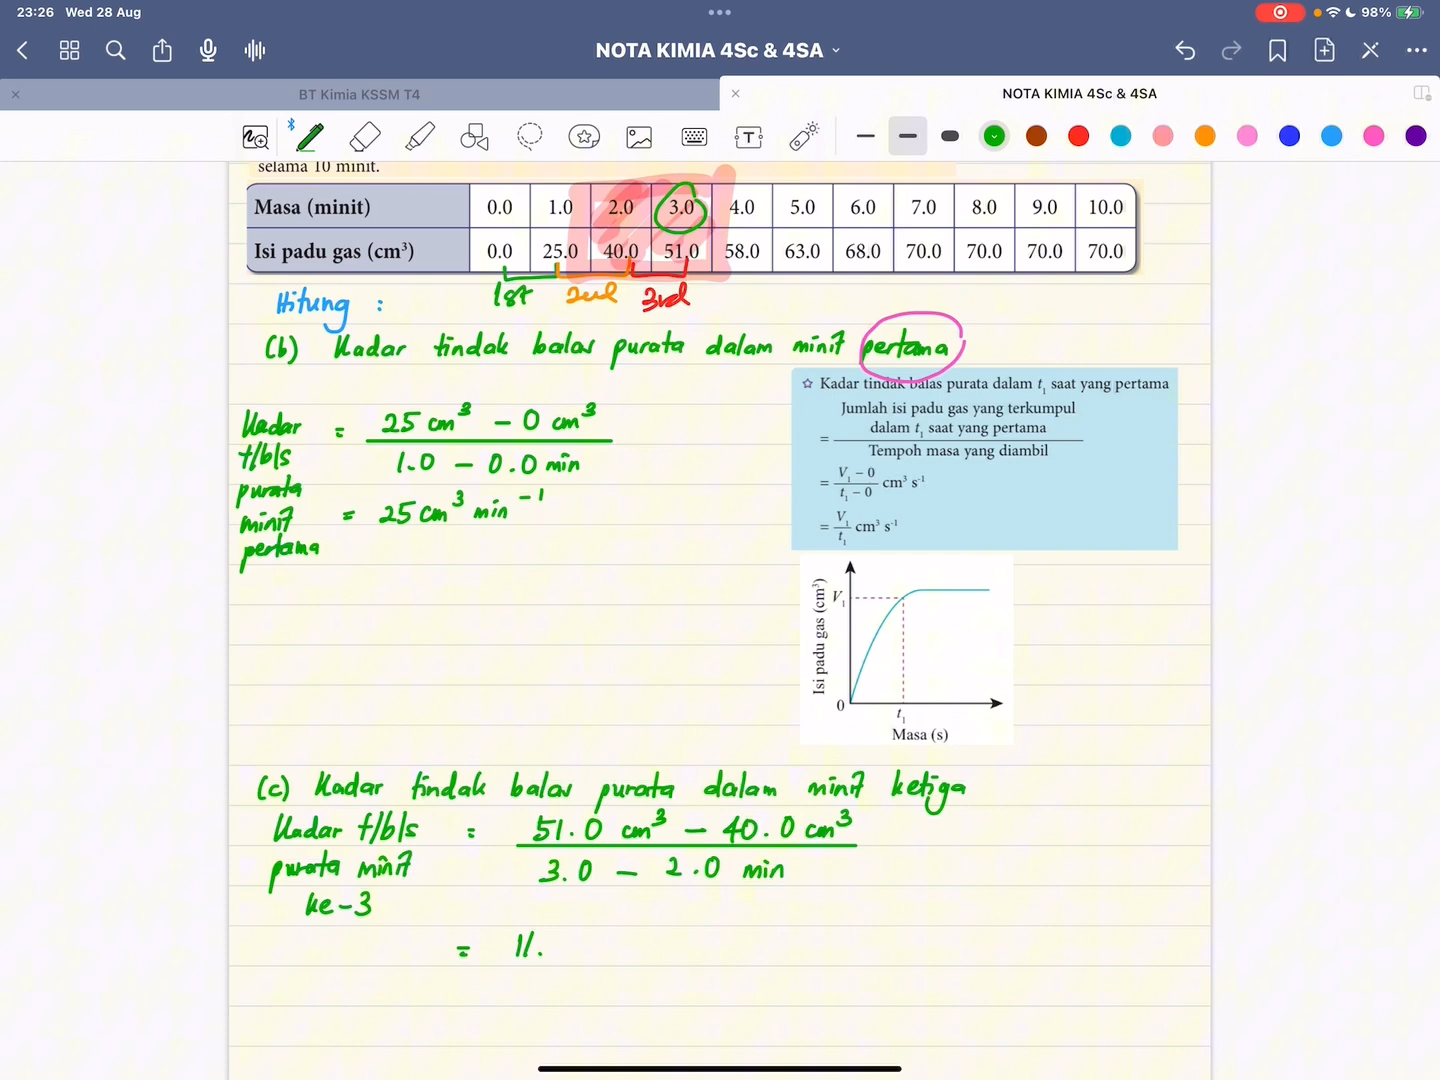 23:26 Wed 28 Aug
98%
NOTA KIMIA 4Sc & 4SA
BT Kimia KSSM T4
NOTA KIMIA 4Sc & 4SA
selama 10 minit.
Masa (minit) 0.0 1.0 2.0 3.0 4.0 5.0 6.0 7.0 8.0 9.0 10.0
Isi padu gas (cm³) 0.0 25.0 40.0 51.0 58.0 63.0 68.0 70.0 70.0 70.0 70.0
1st 2nd 3rd
Hitung :
(b) Kadar tindak balas purata dalam minit pertama
Kadar t/bls purata minit pertama = 25 cm³ – 0 cm³
1.0 – 0.0 min
= 25 cm³ min⁻¹
☆ Kadar tindak balas purata dalam t₁ saat yang pertama
Jumlah isi padu gas yang terkumpul
dalam t₁ saat yang pertama
=
Tempoh masa yang diambil
= V₁ – 0 / t₁ – 0 cm³ s⁻¹
= V₁ / t₁ cm³ s⁻¹
Isi padu gas (cm³)
V₁
0
t₁
Masa (s)
(c) Kadar tindak balas purata dalam minit ketiga
Kadar t/bls = 51.0 cm³ – 40.0 cm³
purata minit 3.0 – 2.0 min
ke-3
= 11.